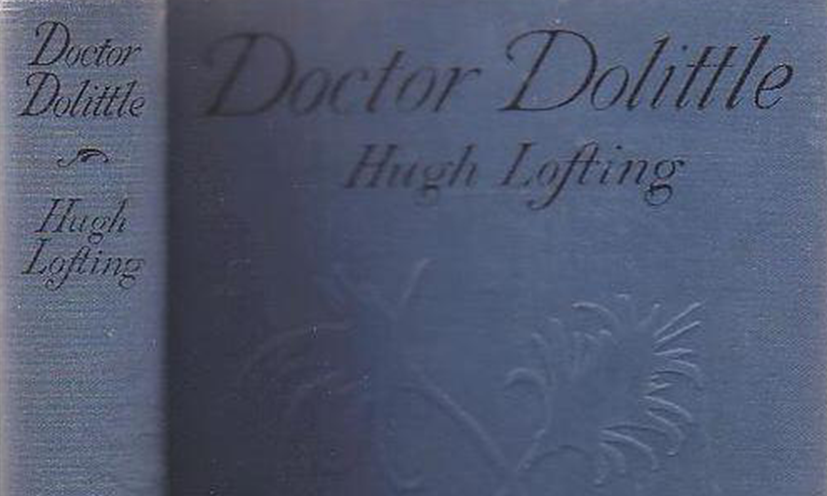 Doctor
Dolittle
Hugh
Lofting
Doctor Dolittle
Hugh Lofting